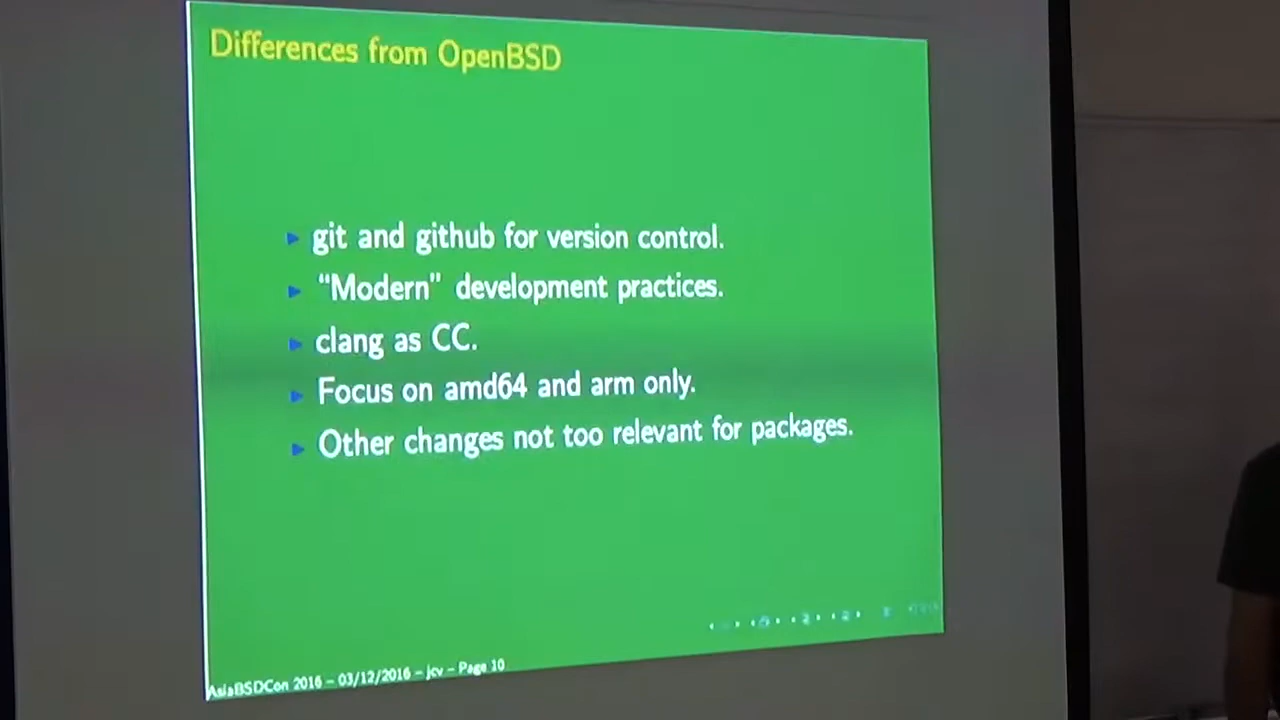 Differences from OpenBSD
git and github for version control.
“Modern” development practices.
clang as CC.
Focus on amd64 and arm only.
Other changes not too relevant for packages.
AsiaBSDCon 2016 – 03/12/2016 – jcv – Page 10